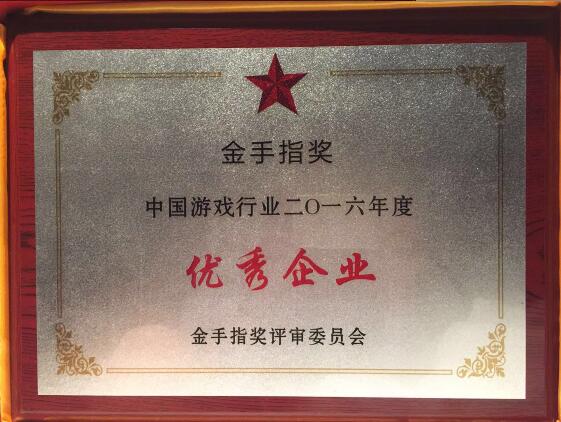 金手指奖
中国游戏行业二〇一六年度
优秀企业
金手指奖评审委员会